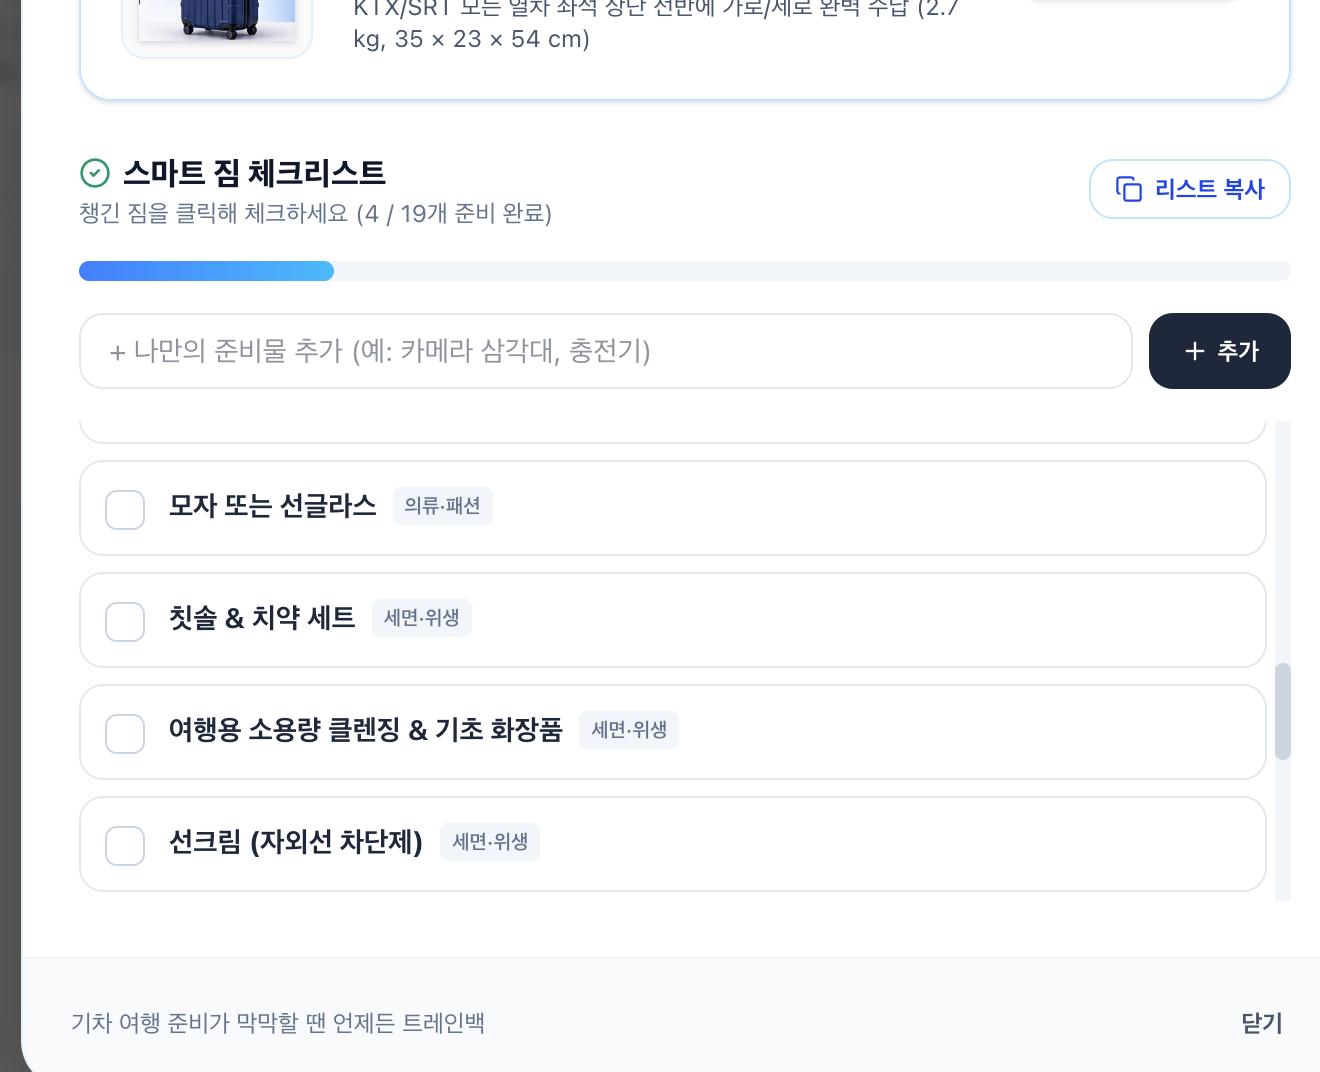 KTX/SRT 모든 열차 좌석 상단 선반에 가로/세로 완벽 수납 (2.7
kg, 35 × 23 × 54 cm)
스마트 짐 체크리스트
챙긴 짐을 클릭해 체크하세요 (4 / 19개 준비 완료)
리스트 복사
+ 나만의 준비물 추가 (예: 카메라 삼각대, 충전기)
+ 추가
모자 또는 선글라스 의류·패션
칫솔 & 치약 세트 세면·위생
여행용 소용량 클렌징 & 기초 화장품 세면·위생
선크림 (자외선 차단제) 세면·위생
기차 여행 준비가 막막할 땐 언제든 트레인백
닫기